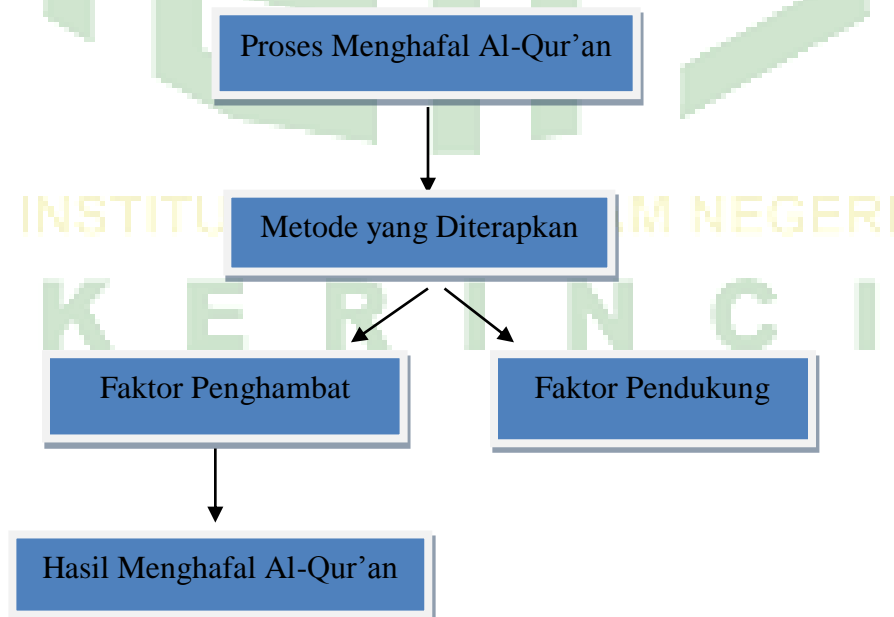 Proses Menghafal Al-Qur’an
INSTITU AM NEGERI
Metode yang Diterapkan
KERINCI
Faktor Penghambat
Faktor Pendukung
Hasil Menghafal Al-Qur’an